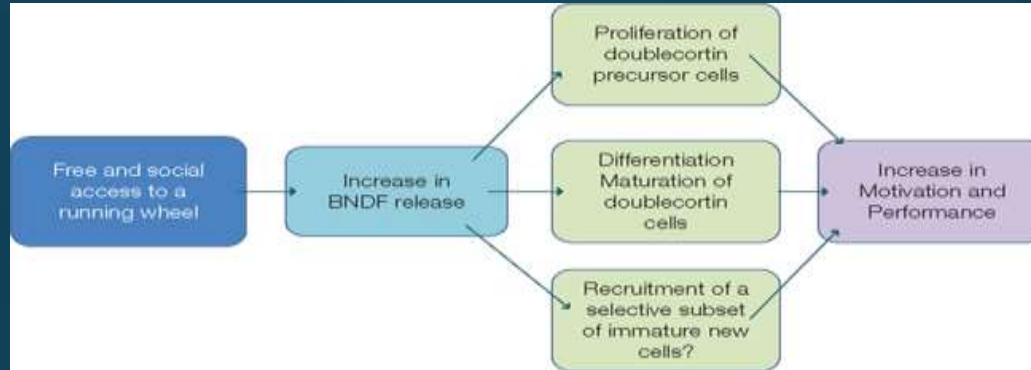 Free and social
access to a
running wheel
Increase in
BNDF release
Proliferation of
doublecortin
precursor cells
Differentiation
Maturation of
doublecortin
cells
Recruitment of a
selective subset
of immature new
cells?
Increase in
Motivation and
Performance